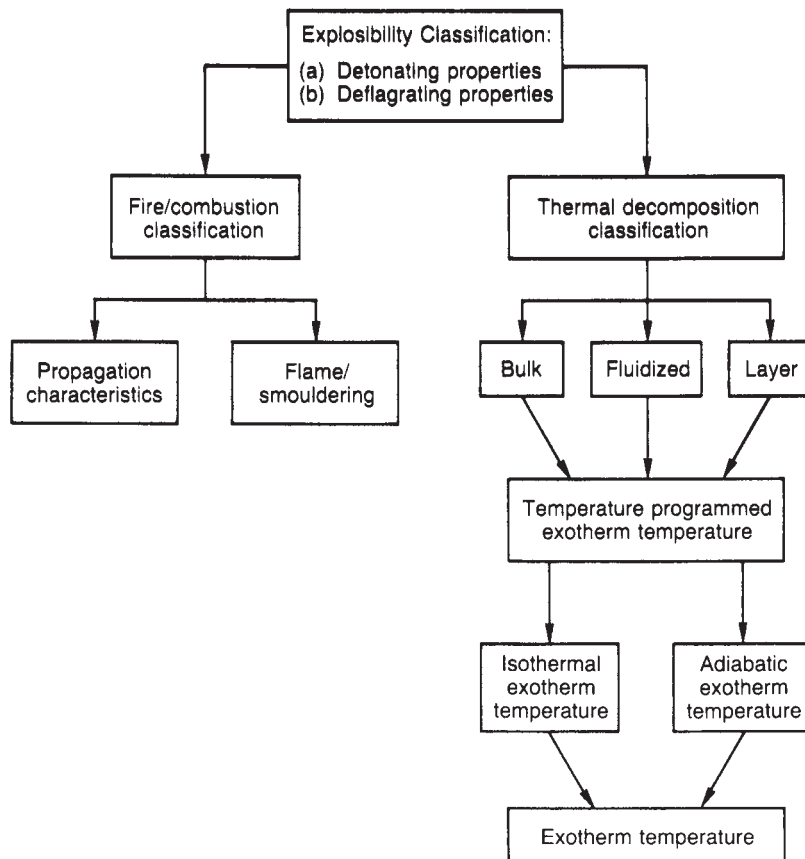 Explosibility Classification:
(a) Detonating properties
(b) Deflagrating properties
Fire/combustion
classification
Thermal decomposition
classification
Propagation
characteristics
Flame/
smouldering
Bulk
Fluidized
Layer
Temperature programmed
exotherm temperature
Isothermal
exotherm
temperature
Adiabatic
exotherm
temperature
Exotherm temperature